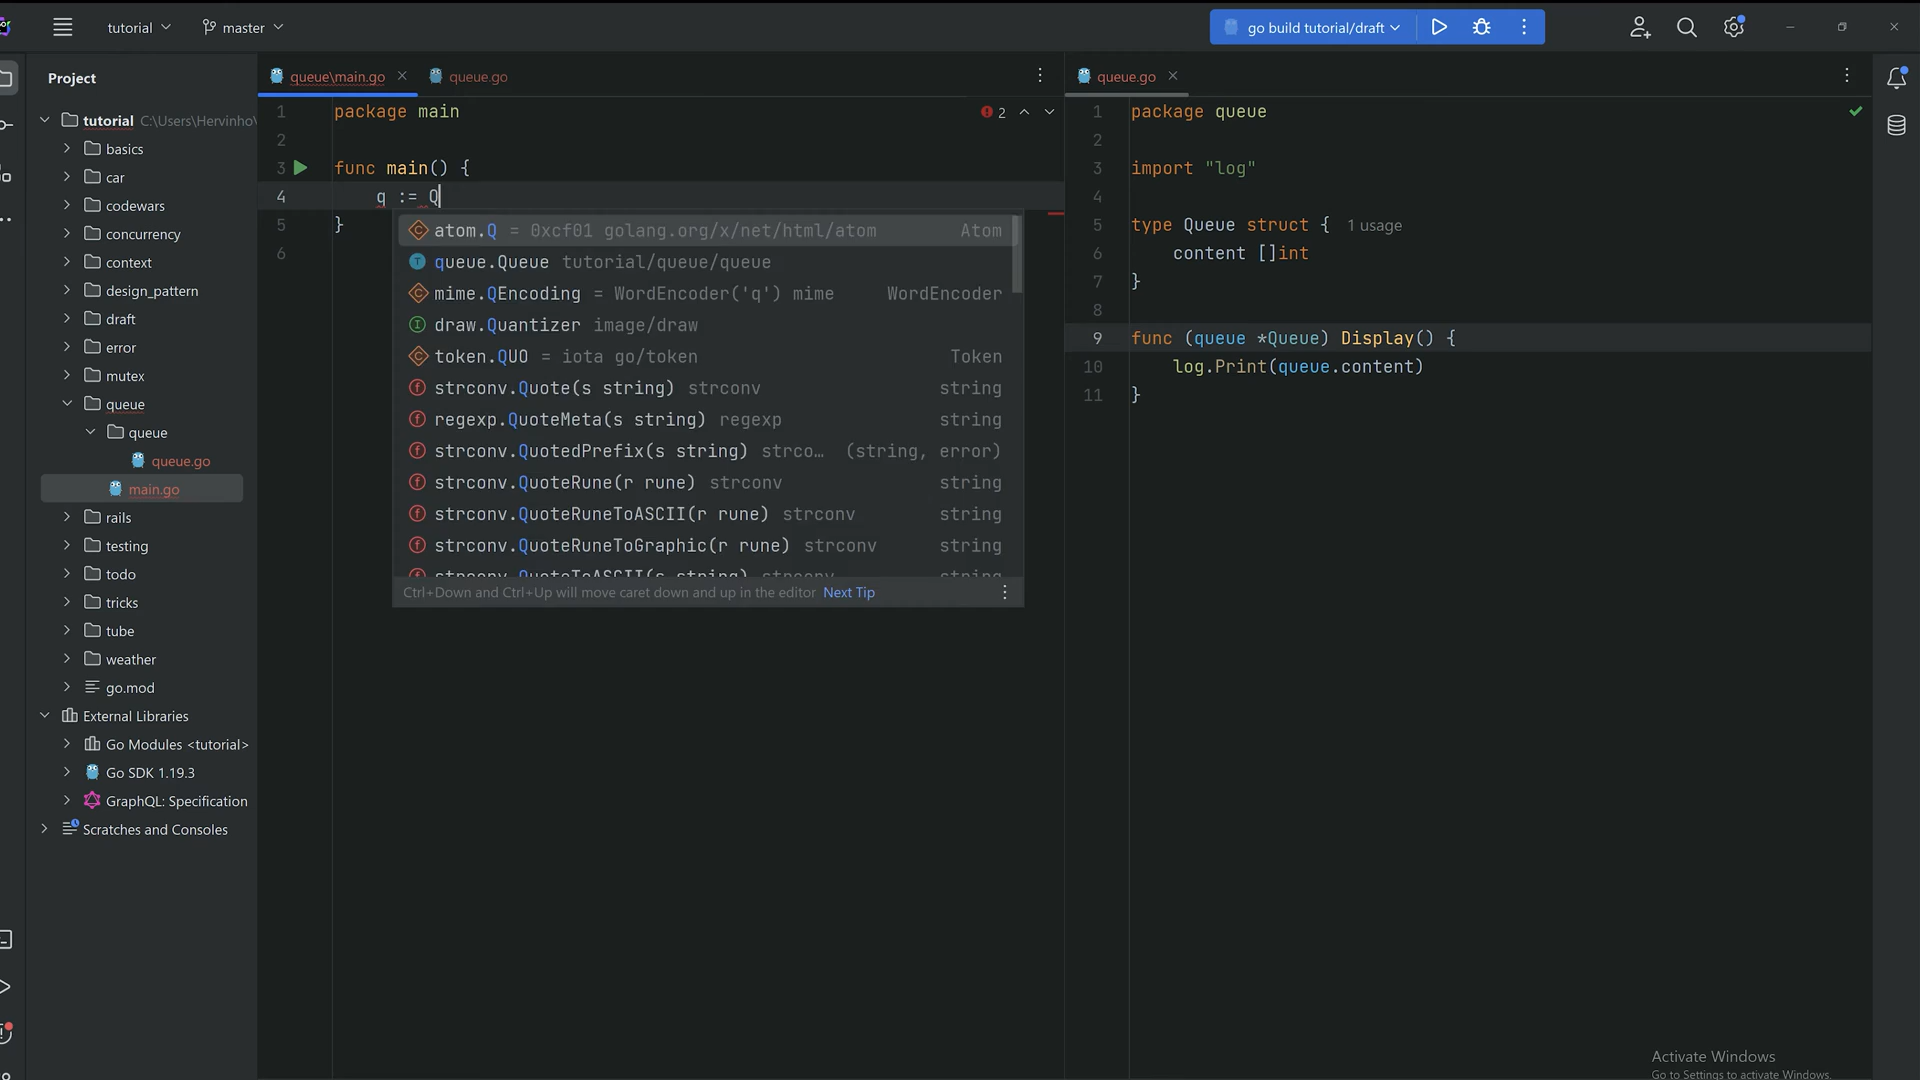 tutorial
master
go build tutorial/draft
Project
tutorial C:\Users\Hervinho\
basics
car
codewars
concurrency
context
design_pattern
draft
error
mutex
queue
queue
queue.go
main.go
rails
testing
todo
tricks
tube
weather
go.mod
External Libraries
Go Modules <tutorial>
Go SDK 1.19.3
GraphQL: Specification
Scratches and Consoles
queue\main.go
queue.go
1 package main
2
2
3 func main() {
4 q := Q
5 }
6
atom.Q = 0xcf01 golang.org/x/net/html/atom Atom
queue.Queue tutorial/queue/queue
mime.QEncoding = WordEncoder('q') mime WordEncoder
draw.Quantizer image/draw
token.QUO = iota go/token Token
strconv.Quote(s string) strconv string
regexp.QuoteMeta(s string) regexp string
strconv.QuotedPrefix(s string) strco… (string, error)
strconv.QuoteRune(r rune) strconv string
strconv.QuoteRuneToASCII(r rune) strconv string
strconv.QuoteRuneToGraphic(r rune) strconv string
strconv.QuoteToASCII(s string) strconv string
Ctrl+Down and Ctrl+Up will move caret down and up in the editor Next Tip
queue.go
1 package queue
2
3 import "log"
4
5 type Queue struct { 1 usage
6 content []int
7 }
8
9 func (queue *Queue) Display() {
10 log.Print(queue.content)
11 }
Activate Windows
Go to Settings to activate Windows.